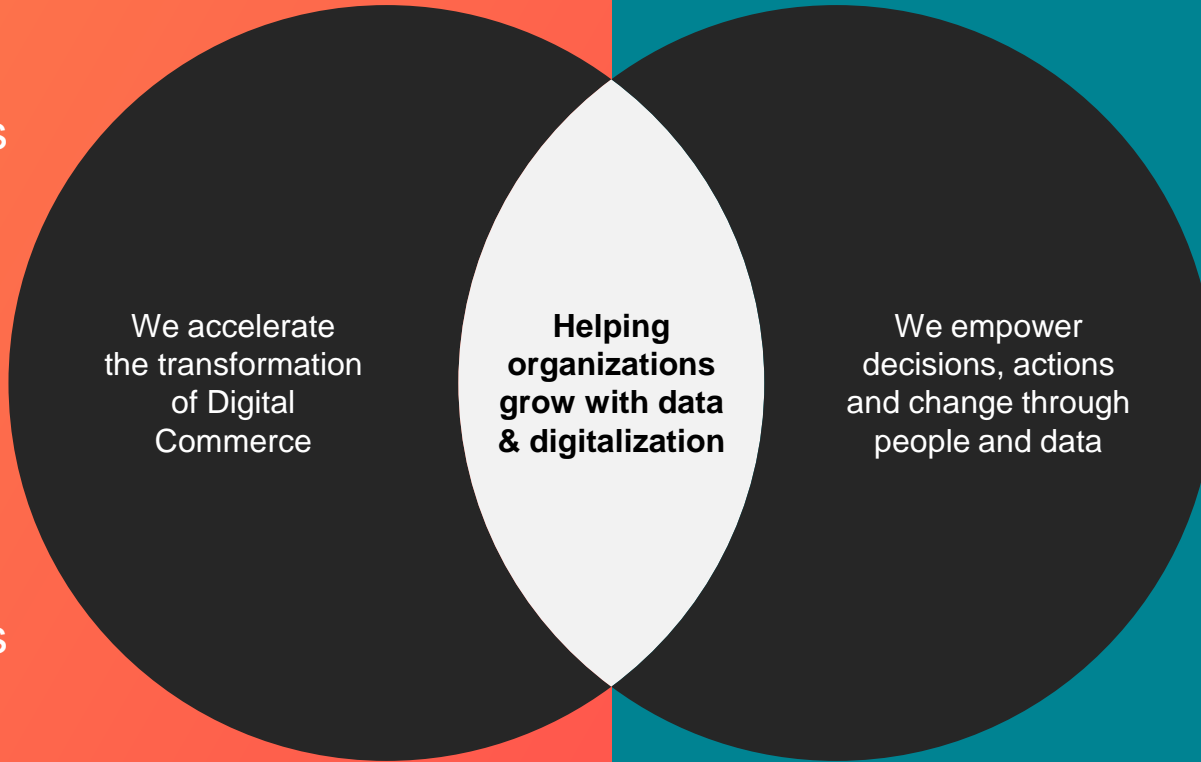 We accelerate
the transformation
of Digital
Commerce
Helping
organizations
grow with data
& digitalization
We empower
decisions, actions
and change through
people and data